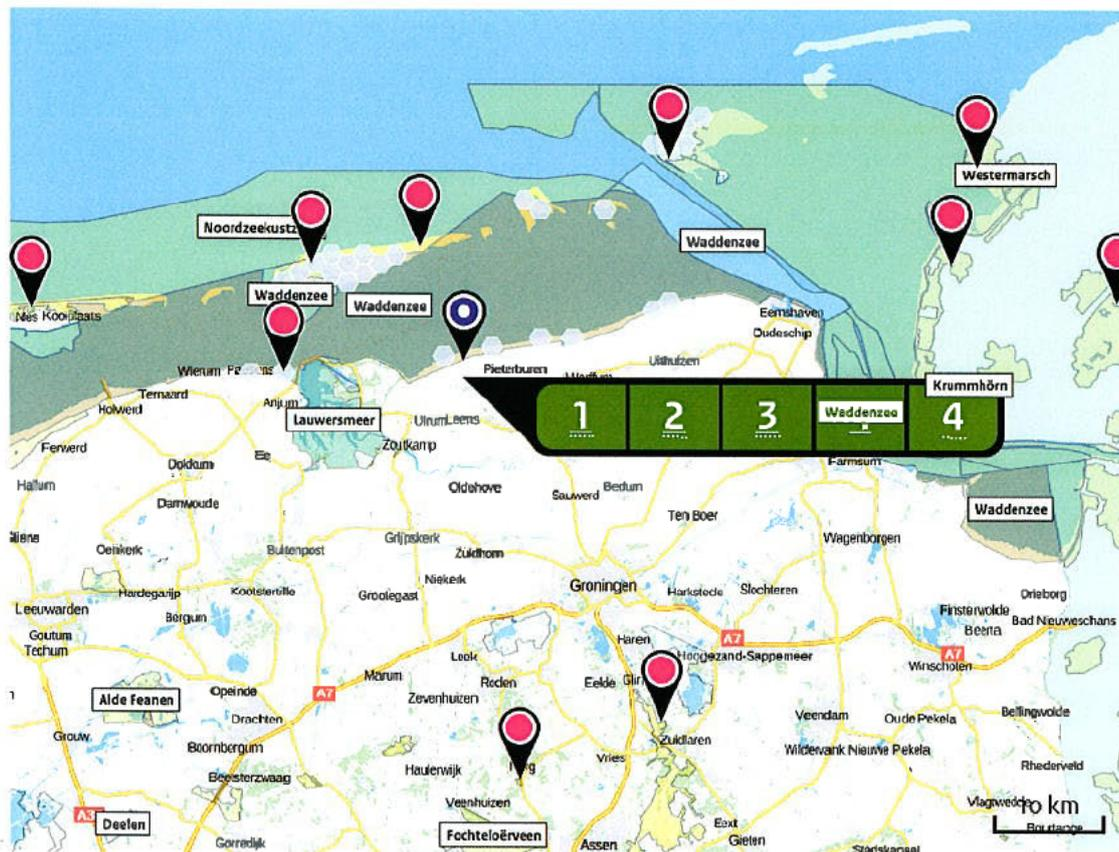 Westermarsch
Noordzeekustz
Waddenzee
Waddenzee
Waddenzee
Nes Kooiplaats
Eemshaven
Oudeschip
Uithuizen
Pieterburen
Wierum
Ternaard
Holwerd
Anjum
Krummhörn
1 2 3 Waddenzee 4
Lauwersmeer
Ulrum Leens
Zoutkamp
Ferwerd
Dokkum
Farmsum
Hallum
Oldehove
Sauwerd
Bedum
Damwoude
Ten Boer
Waddenzee
Wagenborgen
Oenkerk
Buitenpost
Grijpskerk
Zuidhorn
Niekerk
Groningen
Hardegarijp
Kootstertille
Grootegast
Harkstede
Slochteren
Drieborg
Leeuwarden
Bergum
Finsterwolde
Beerta
Bad Nieuweschans
Goutum
Techum
Haren
A7
Hoogezand-Sappemeer
A7
Winschoten
Leek
Marum
Roden
Eelde
Zevenhuizen
A7
Alde Feanen
Opeinde
Drachten
Grouw
Veendam
Oude Pekela
Bellingwolde
Boornbergum
Zuidlaren
Wildervank Nieuwe Pekela
Vries
Haulerwijk
Beetsterzwaag
Rhederveld
Veenhuizen
Vlagtwedde
10 km
Deelen
Fochteloërveen
Eext
Bourtange
Gorredijk
Assen
Gieten
Stadskanaal